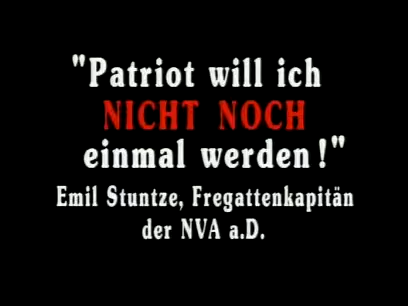 "Patriot will ich
NICHT NOCH
einmal werden!"
Emil Stuntze, Fregattenkapitän
der NVA a.D.